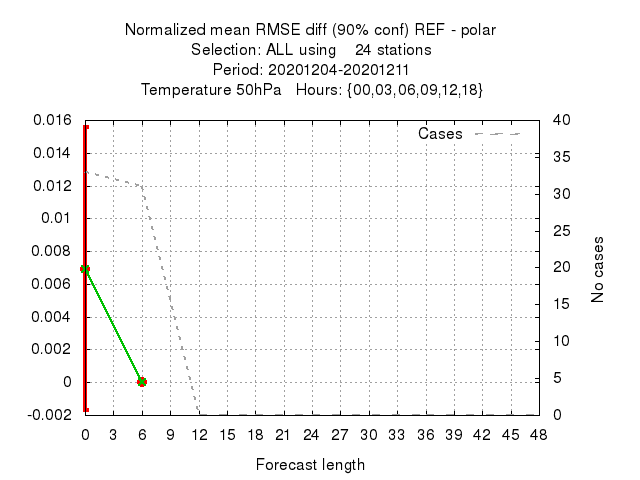 Normalized mean RMSE diff (90% conf) REF - polar
Selection: ALL using    24 stations
Period: 20201204-20201211
Temperature 50hPa   Hours: {00,03,06,09,12,18}
Cases
0.016
0.014
0.012
0.01
0.008
0.006
0.004
0.002
0
-0.002
40
35
30
25
20
15
10
5
0
No cases
0 3 6 9 12 15 18 21 24 27 30 33 36 39 42 45 48
Forecast length